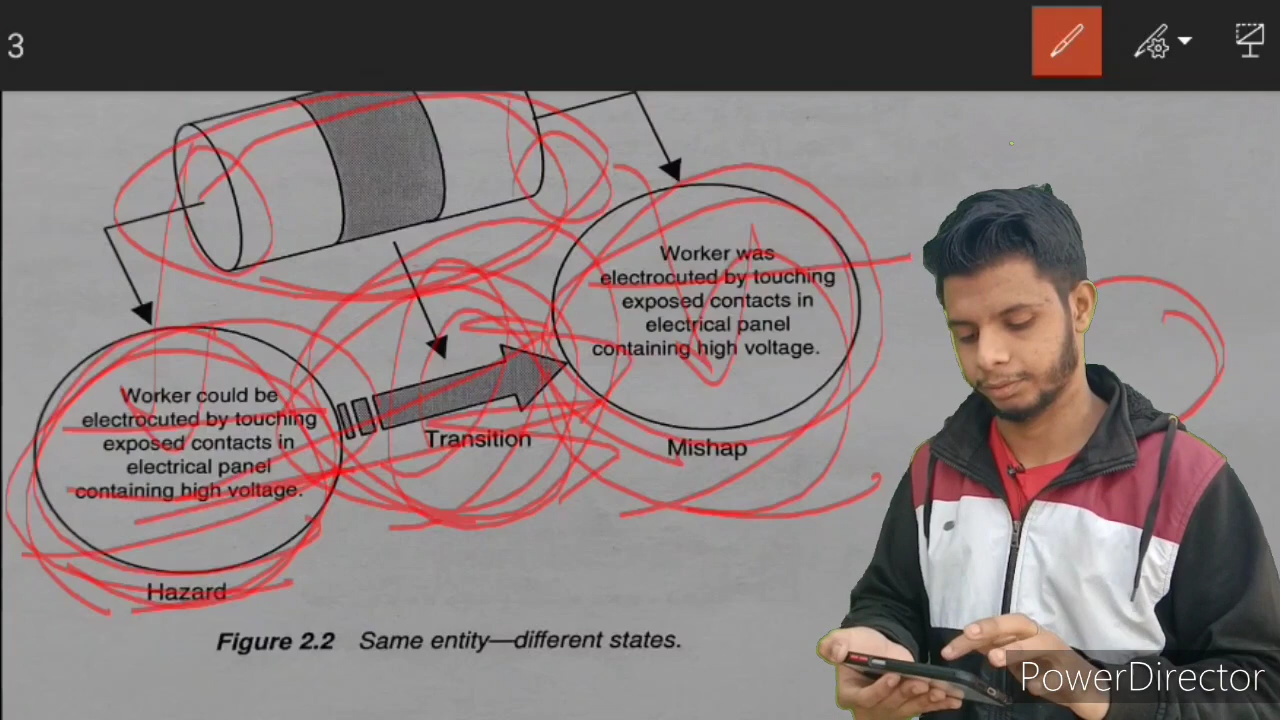 3
Worker was
electrocuted by touching
exposed contacts in
electrical panel
containing high voltage.
Worker could be
electrocuted by touching
exposed contacts in
electrical panel
containing high voltage.
Transition
Mishap
Hazard
Figure 2.2 Same entity—different states.
PowerDirector